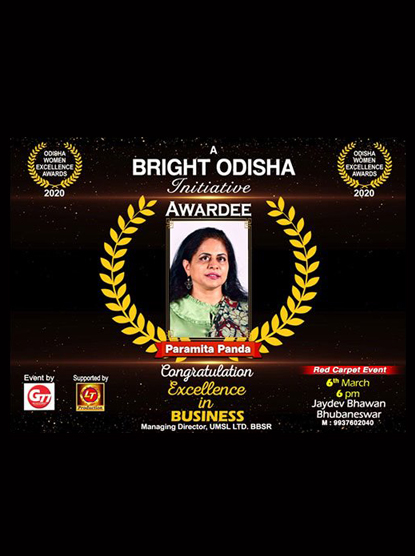 A
BRIGHT ODISHA
Initiative
AWARDEE
ODISHA
WOMEN
EXCELLENCE
AWARDS
2020
ODISHA
WOMEN
EXCELLENCE
AWARDS
2020
Paramita Panda
Congratulation
Excellence
in
BUSINESS
Managing Director, UMSL LTD. BBSR
Event by
GTI
Supported by
LT
Production
Red Carpet Event
6th March
6 pm
Jaydev Bhawan
Bhubaneswar
M : 9937602040